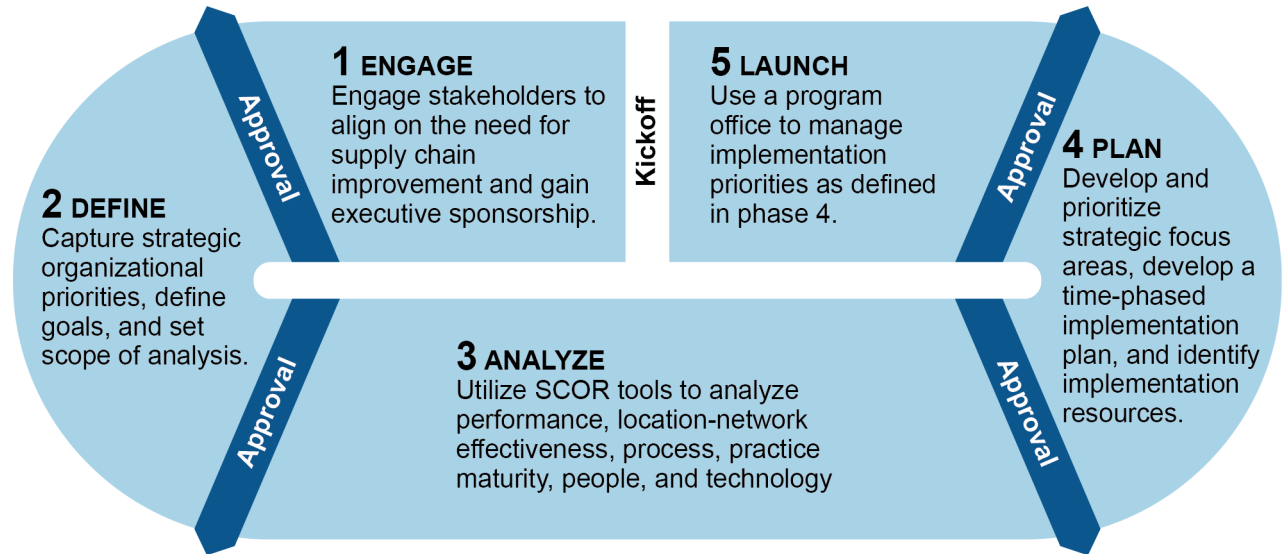 1 ENGAGE
Engage stakeholders to
align on the need for
supply chain
improvement and gain
executive sponsorship.
Approval
2 DEFINE
Capture strategic
organizational
priorities, define
goals, and set
scope of analysis.
Approval
3 ANALYZE
Utilize SCOR tools to analyze
performance, location-network
effectiveness, process, practice
maturity, people, and technology
Approval
4 PLAN
Develop and
prioritize
strategic focus
areas, develop a
time-phased
implementation
plan, and identify
implementation
resources.
Approval
5 LAUNCH
Use a program
office to manage
implementation
priorities as defined
in phase 4.
Kickoff